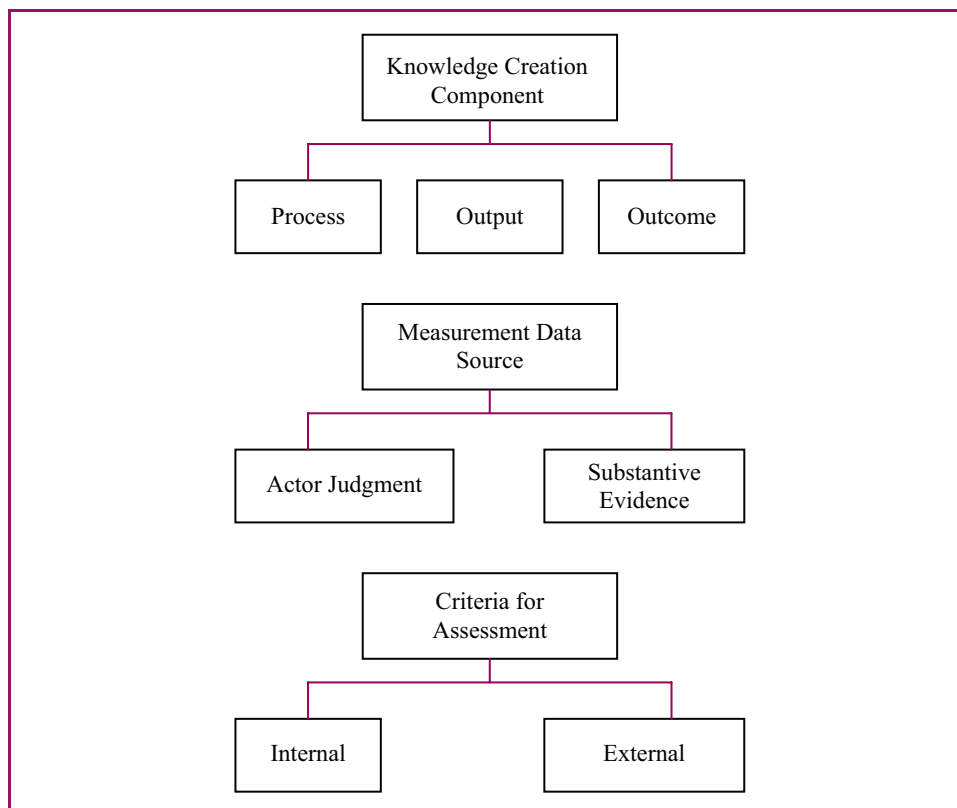 Knowledge Creation
Component
Process
Output
Outcome
Measurement Data
Source
Actor Judgment
Substantive
Evidence
Criteria for
Assessment
Internal
External